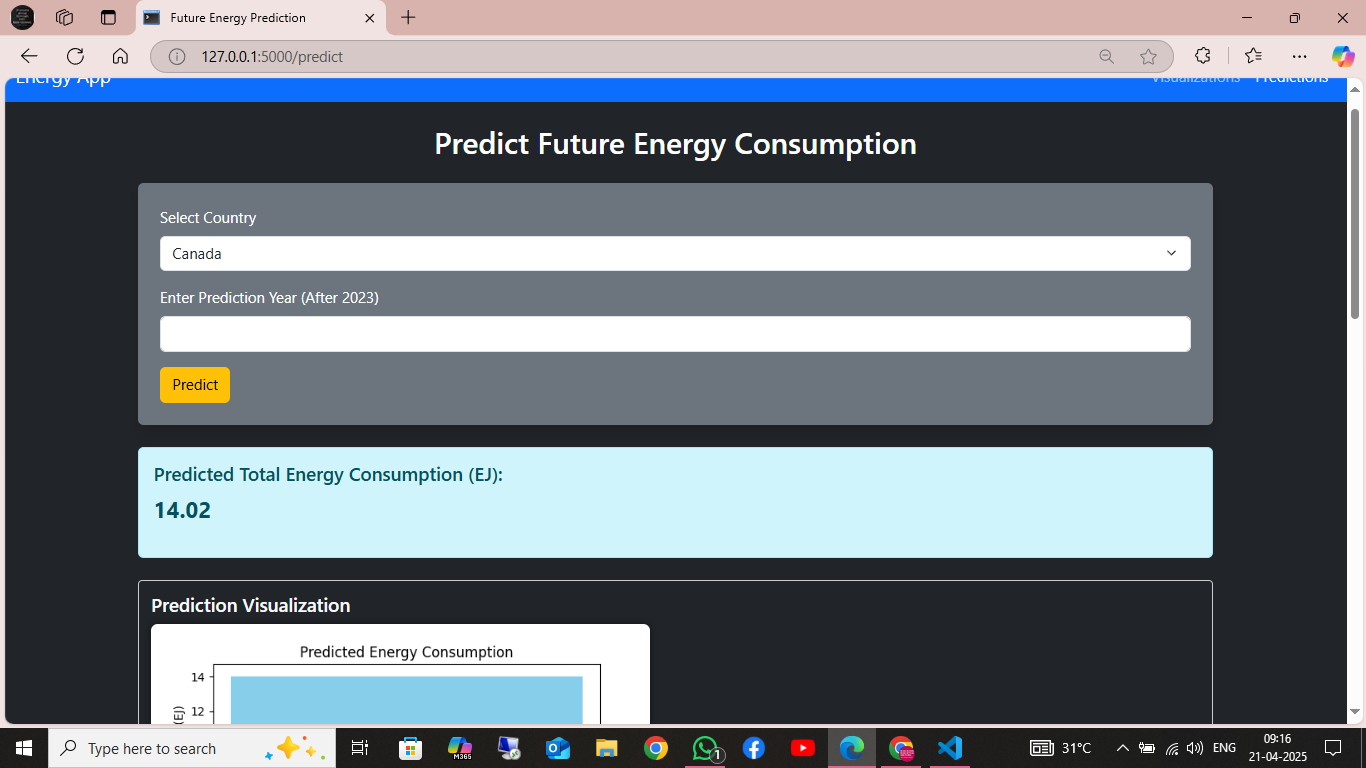 Future Energy Prediction
127.0.0.1:5000/predict
Energy App
Visualizations Predictions
Predict Future Energy Consumption
Select Country
Canada
Enter Prediction Year (After 2023)
Predict
Predicted Total Energy Consumption (EJ):
14.02
Prediction Visualization
Predicted Energy Consumption
14
12
(EJ)
Type here to search
M365
1
31°C
ENG
09:16
21-04-2025